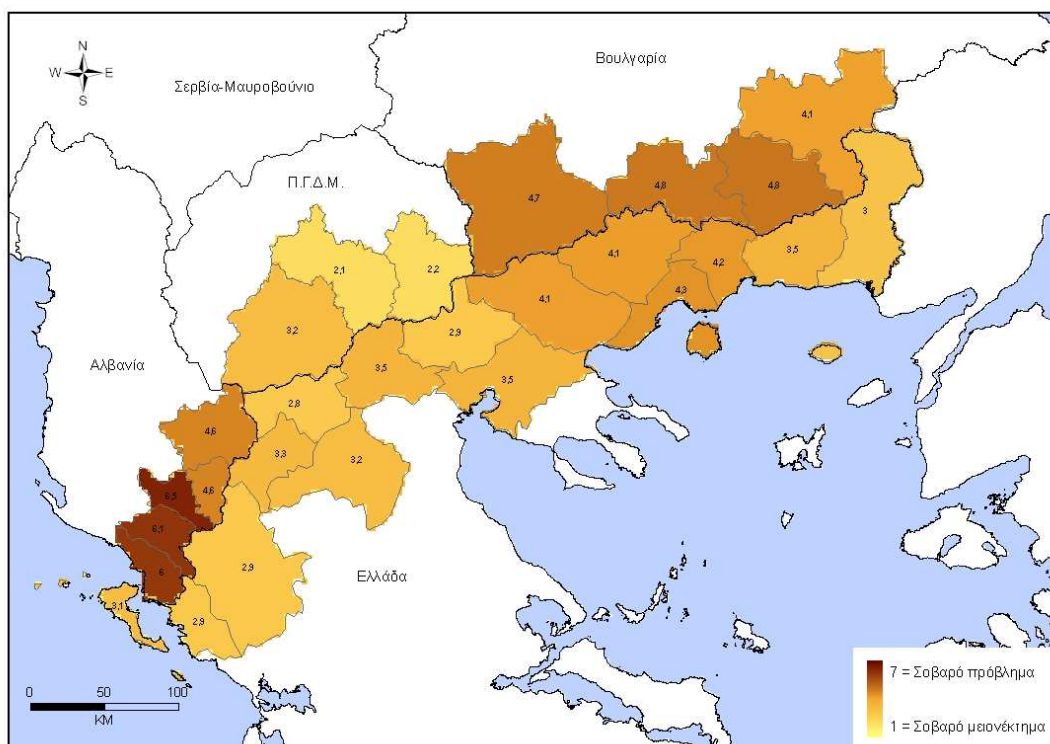 N
W E
S
Βουλγαρία
Σερβία-Μαυροβούνιο
4,1
Π.Γ.Δ.Μ.
4,7
4,8
4,8
3
2,1
2,2
4,1
4,2
3,5
4,3
4,1
3,2
2,9
Αλβανία
3,5
3,5
2,8
4,6
3,3
3,2
4,6
6,5
6,1
2,9
6
Ελλάδα
3,1
2,9
7 = Σοβαρό πρόβλημα
1 = Σοβαρό μειονέκτημα
0 50 100
KM